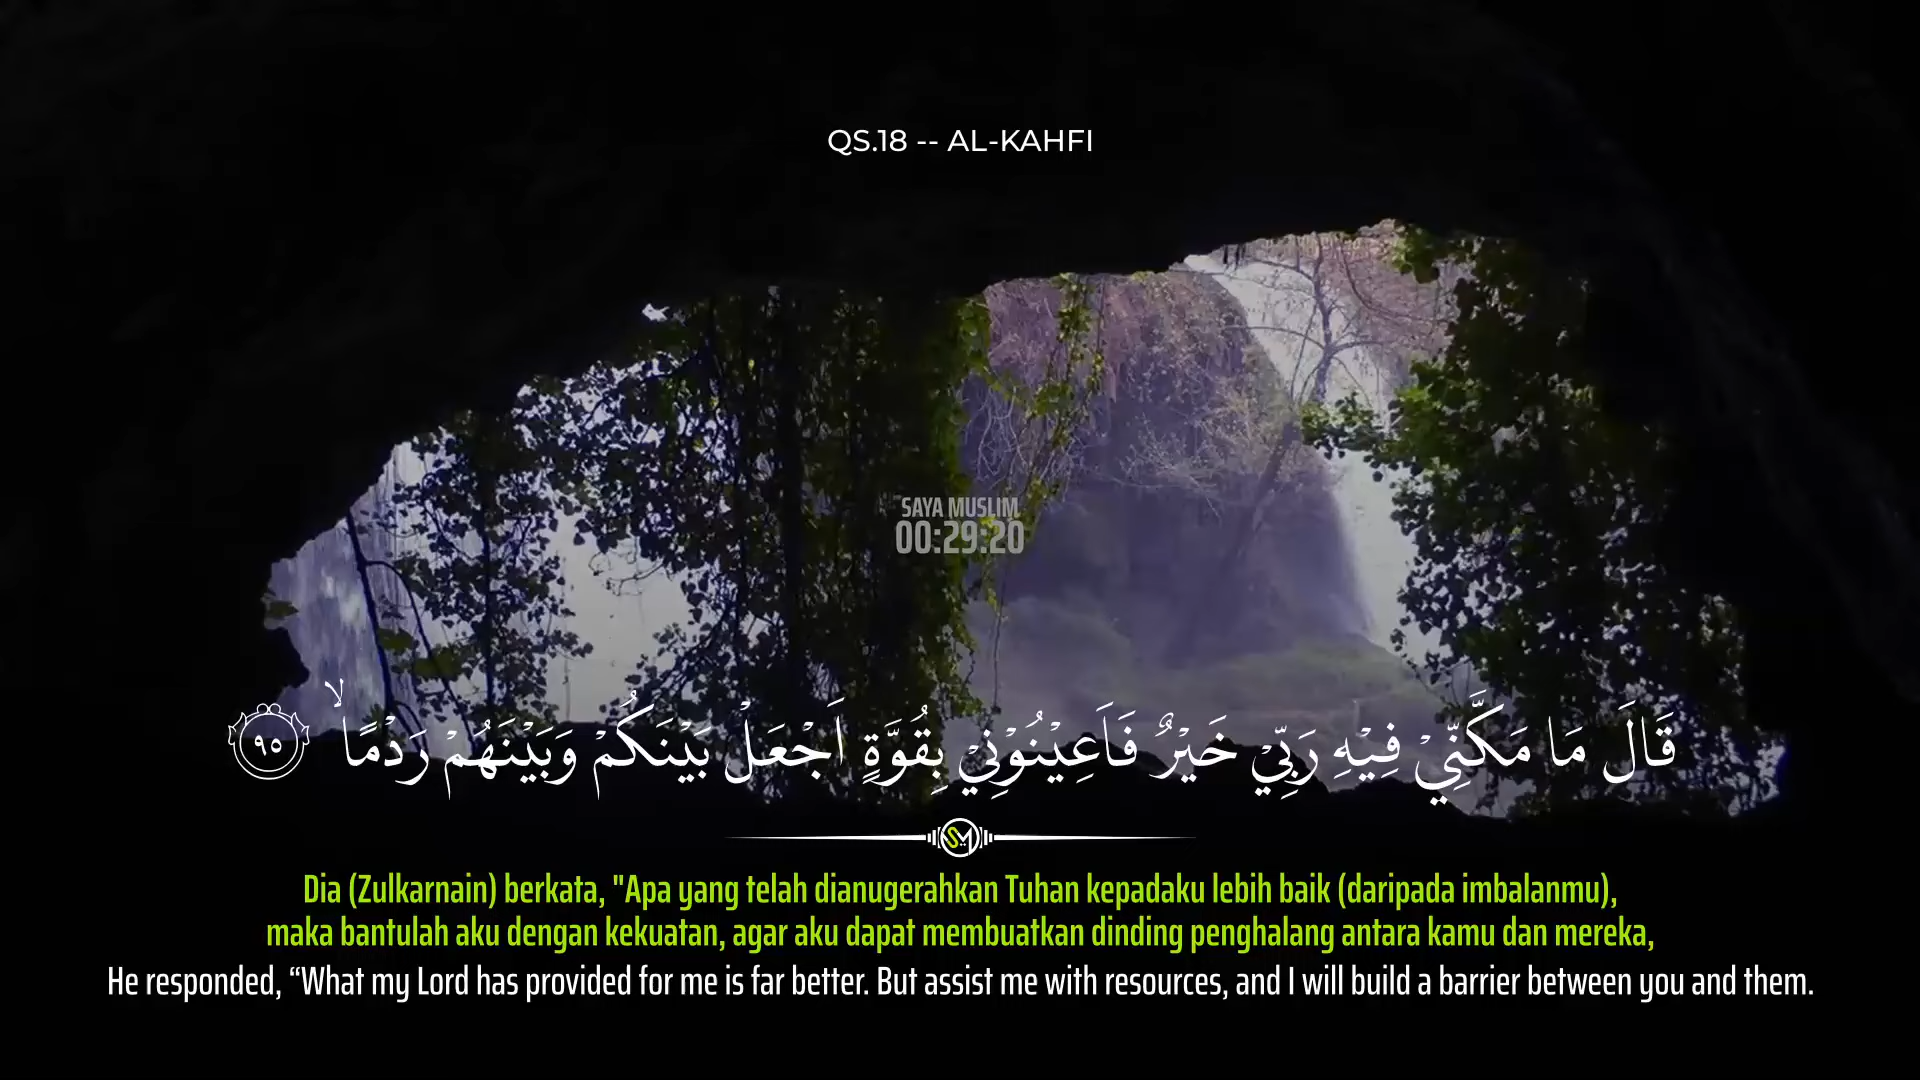 QS.18 -- AL-KAHFI
SAYA MUSLIM
00:29:20
قَالَ مَا مَكَّنِّيْ فِيْهِ رَبِّيْ خَيْرٌ فَاَعِيْنُوْنِيْ بِقُوَّةٍ اَجْعَلْ بَيْنَكُمْ وَبَيْنَهُمْ رَدْمًا ۙ ٩٥
Dia (Zulkarnain) berkata, "Apa yang telah dianugerahkan Tuhan kepadaku lebih baik (daripada imbalanmu),
maka bantulah aku dengan kekuatan, agar aku dapat membuatkan dinding penghalang antara kamu dan mereka,
He responded, “What my Lord has provided for me is far better. But assist me with resources, and I will build a barrier between you and them.